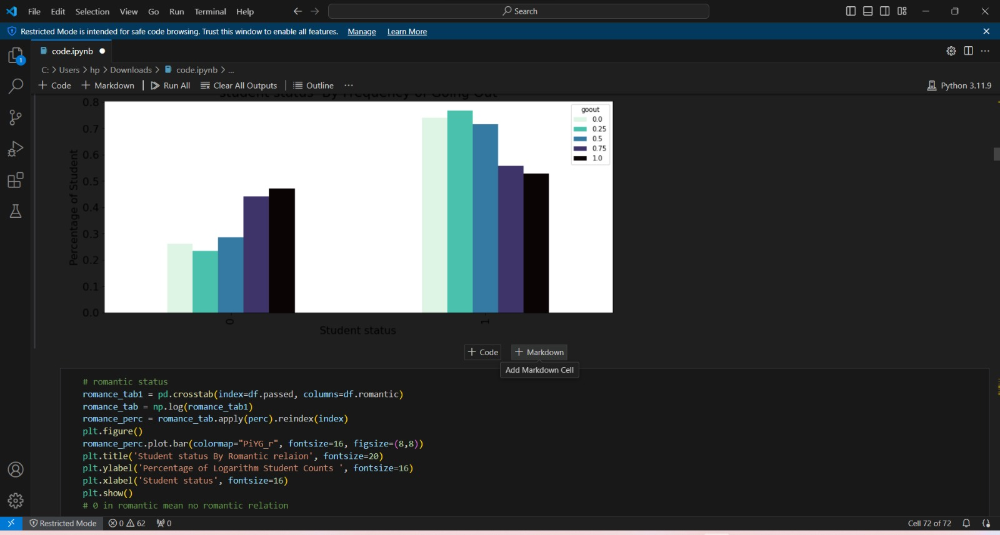 File Edit Selection View Go Run Terminal Help Search
Restricted Mode is intended for safe code browsing. Trust this window to enable all features. Manage Learn More
1
code.ipynb
C: > Users > hp > Downloads > code.ipynb > ...
+ Code + Markdown Run All Clear All Outputs Outline ... Python 3.11.9
Student status By Frequency of Going Out
Percentage of Student
0.8
0.7
0.6
0.5
0.4
0.3
0.2
0.1
0.0
goout
0.0
0.25
0.5
0.75
1.0
0 1
Student status
+ Code + Markdown
Add Markdown Cell
# romantic status
romance_tab1 = pd.crosstab(index=df.passed, columns=df.romantic)
romance_tab = np.log(romance_tab1)
romance_perc = romance_tab.apply(perc).reindex(index)
plt.figure()
romance_perc.plot.bar(colormap="PiYG_r", fontsize=16, figsize=(8,8))
plt.title('Student status By Romantic relaion', fontsize=20)
plt.ylabel('Percentage of Logarithm Student Counts ', fontsize=16)
plt.xlabel('Student status', fontsize=16)
plt.show()
# 0 in romantic mean no romantic relation
Restricted Mode 0 62 0 Cell 72 of 72